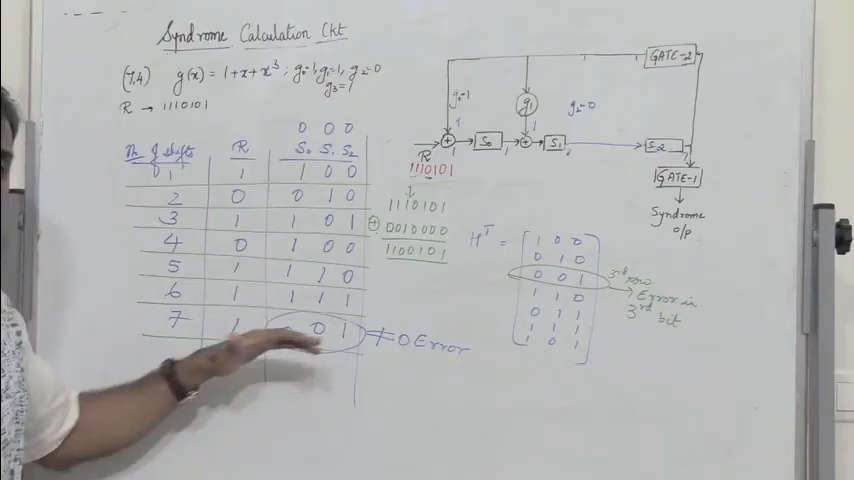 Syndrome Calculation Ckt
(7,4) g(x) = 1+x+x³ ; g₀=1, g₁=1, g₂=0
g₃=1
R → 1110101
No. of shifts R S₀ S₁ S₂
0 0 0
1 1 1 0 0
2 0 0 1 0
3 1 1 0 1
4 0 1 0 0
5 1 1 1 0
6 1 1 1 1
7 1 0 1
≠ 0 Error
GATE-2
g₀=1
g₁
g₂=0
1
1
R
S₀
S₁
S2
GATE-1
Syndrome
o/p
1110101
↓
1110101
⊕ 0010000
1100101
Hᵀ =
1 0 0
0 1 0
0 0 1
1 1 0
0 1 1
1 1 1
1 0 1
3rd row
→ Error in
3rd bit